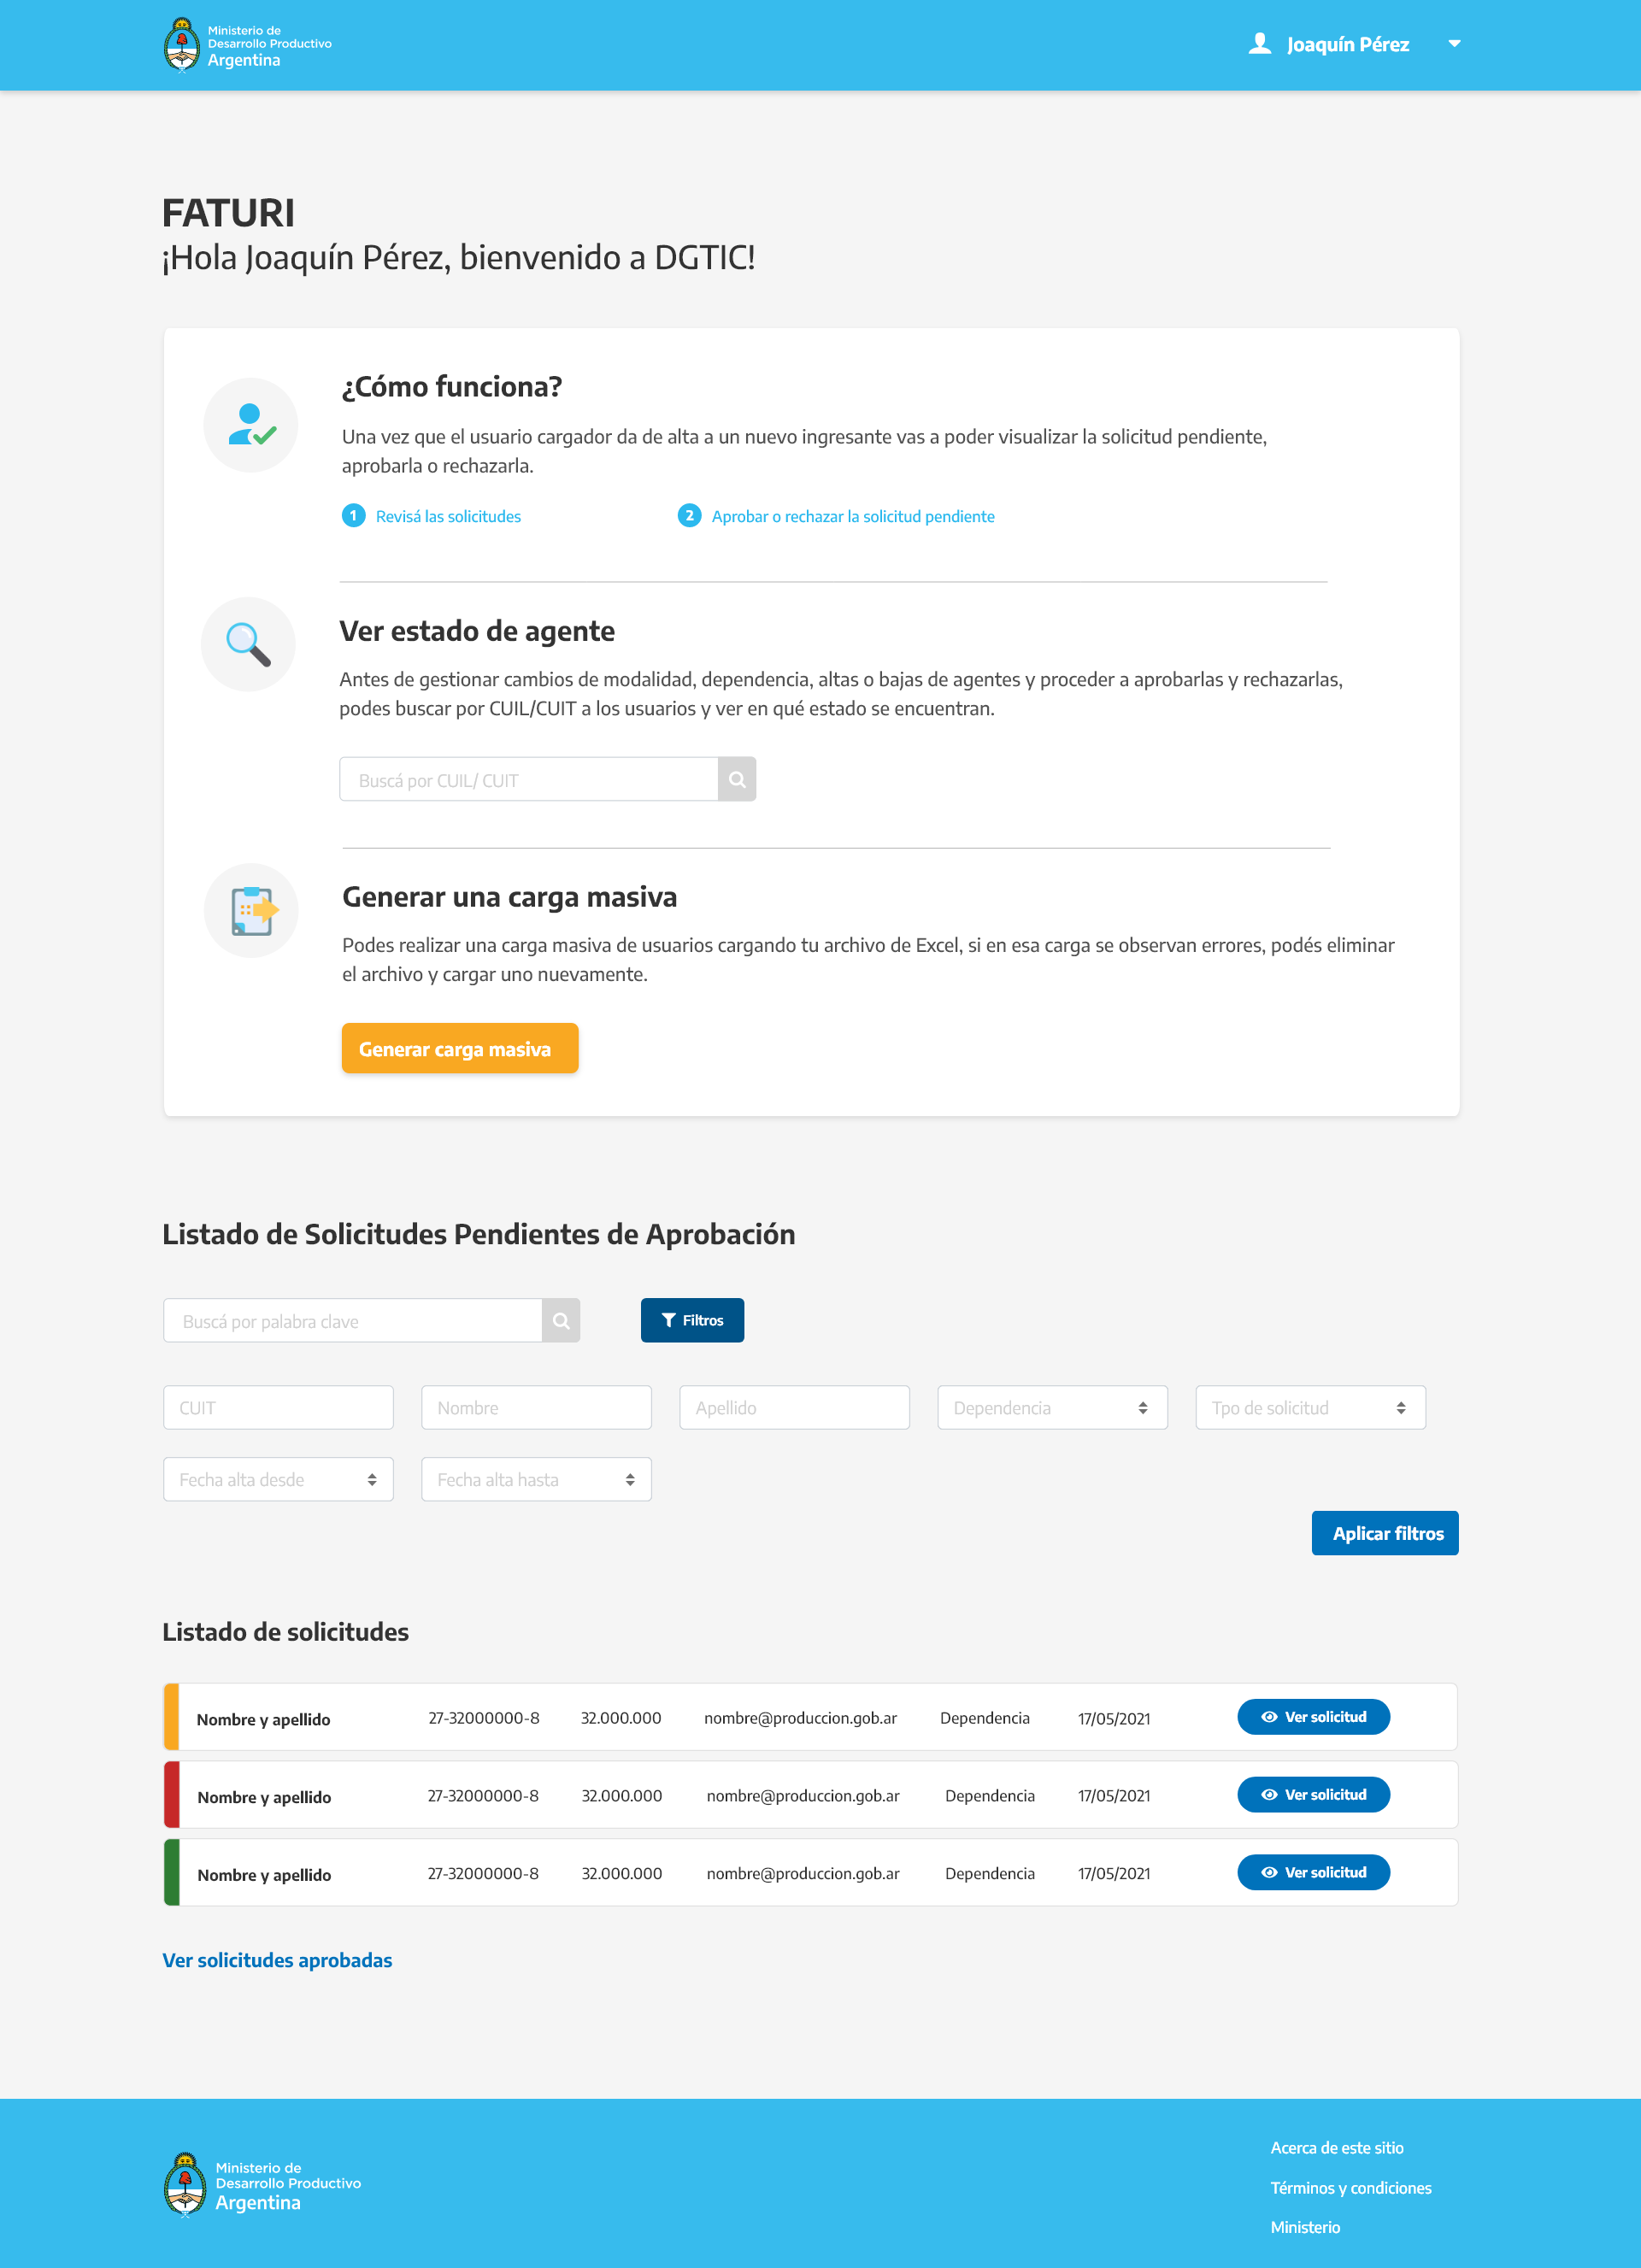 Ministerio de
Desarrollo Productivo
Argentina
Joaquín Pérez
FATURI
¡Hola Joaquín Pérez, bienvenido a DGTIC!
¿Cómo funciona?
Una vez que el usuario cargador da de alta a un nuevo ingresante vas a poder visualizar la solicitud pendiente,
aprobarla o rechazarla.
1 Revisá las solicitudes
2 Aprobar o rechazar la solicitud pendiente
Ver estado de agente
Antes de gestionar cambios de modalidad, dependencia, altas o bajas de agentes y proceder a aprobarlas y rechazarlas,
podes buscar por CUIL/CUIT a los usuarios y ver en qué estado se encuentran.
Buscá por CUIL/ CUIT
Generar una carga masiva
Podes realizar una carga masiva de usuarios cargando tu archivo de Excel, si en esa carga se observan errores, podés eliminar
el archivo y cargar uno nuevamente.
Generar carga masiva
Listado de Solicitudes Pendientes de Aprobación
Buscá por palabra clave
Filtros
CUIT
Nombre
Apellido
Dependencia
Tpo de solicitud
Fecha alta desde
Fecha alta hasta
Aplicar filtros
Listado de solicitudes
Nombre y apellido 27-32000000-8 32.000.000 nombre@produccion.gob.ar Dependencia 17/05/2021 Ver solicitud
Nombre y apellido 27-32000000-8 32.000.000 nombre@produccion.gob.ar Dependencia 17/05/2021 Ver solicitud
Nombre y apellido 27-32000000-8 32.000.000 nombre@produccion.gob.ar Dependencia 17/05/2021 Ver solicitud
Ver solicitudes aprobadas
Ministerio de
Desarrollo Productivo
Argentina
Acerca de este sitio
Términos y condiciones
Ministerio